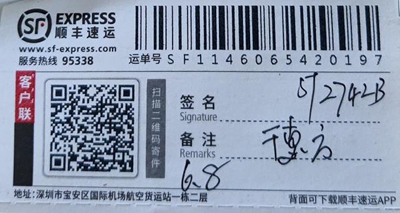 SF EXPRESS
顺丰速运
www.sf-express.com
服务热线 95338
运单号 SF1146065420197
客户联
扫描二维码寄件
签名
Signature
5/2742B
备注
Remarks
6.8
地址:深圳市宝安区国际机场航空货运站一栋二层
背面可下载顺丰速运APP